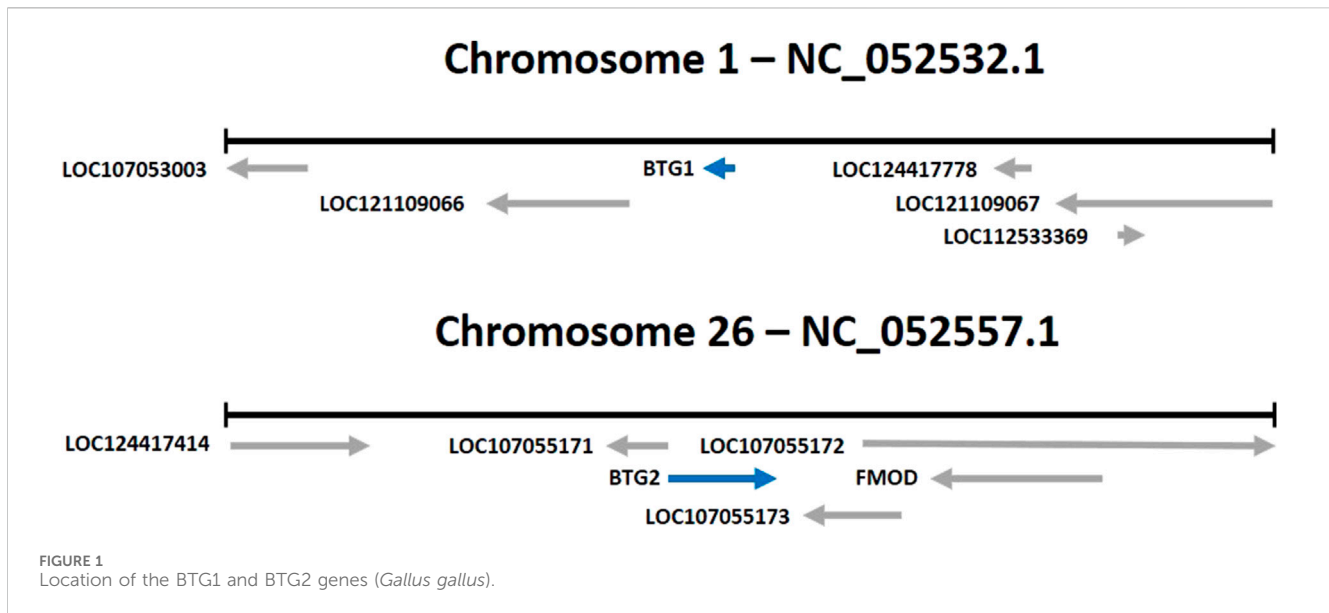 Chromosome 1 – NC_052532.1
LOC107053003
BTG1
LOC124417778
LOC121109066
LOC121109067
LOC112533369
Chromosome 26 – NC_052557.1
LOC124417414
LOC107055171
LOC107055172
BTG2
FMOD
LOC107055173
FIGURE 1
Location of the BTG1 and BTG2 genes (Gallus gallus).